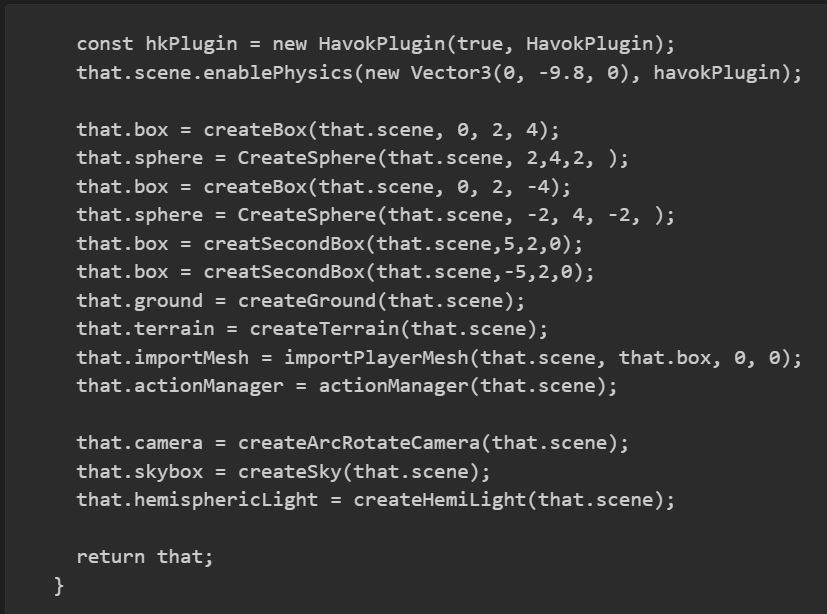 const hkPlugin = new HavokPlugin(true, HavokPlugin);
that.scene.enablePhysics(new Vector3(0, -9.8, 0), havokPlugin);
that.box = createBox(that.scene, 0, 2, 4);
that.sphere = CreateSphere(that.scene, 2,4,2, );
that.box = createBox(that.scene, 0, 2, -4);
that.sphere = CreateSphere(that.scene, -2, 4, -2, );
that.box = creatSecondBox(that.scene,5,2,0);
that.box = creatSecondBox(that.scene,-5,2,0);
that.ground = createGround(that.scene);
that.terrain = createTerrain(that.scene);
that.importMesh = importPlayerMesh(that.scene, that.box, 0, 0);
that.actionManager = actionManager(that.scene);
that.camera = createArcRotateCamera(that.scene);
that.skybox = createSky(that.scene);
that.hemisphericLight = createHemiLight(that.scene);
return that;
}